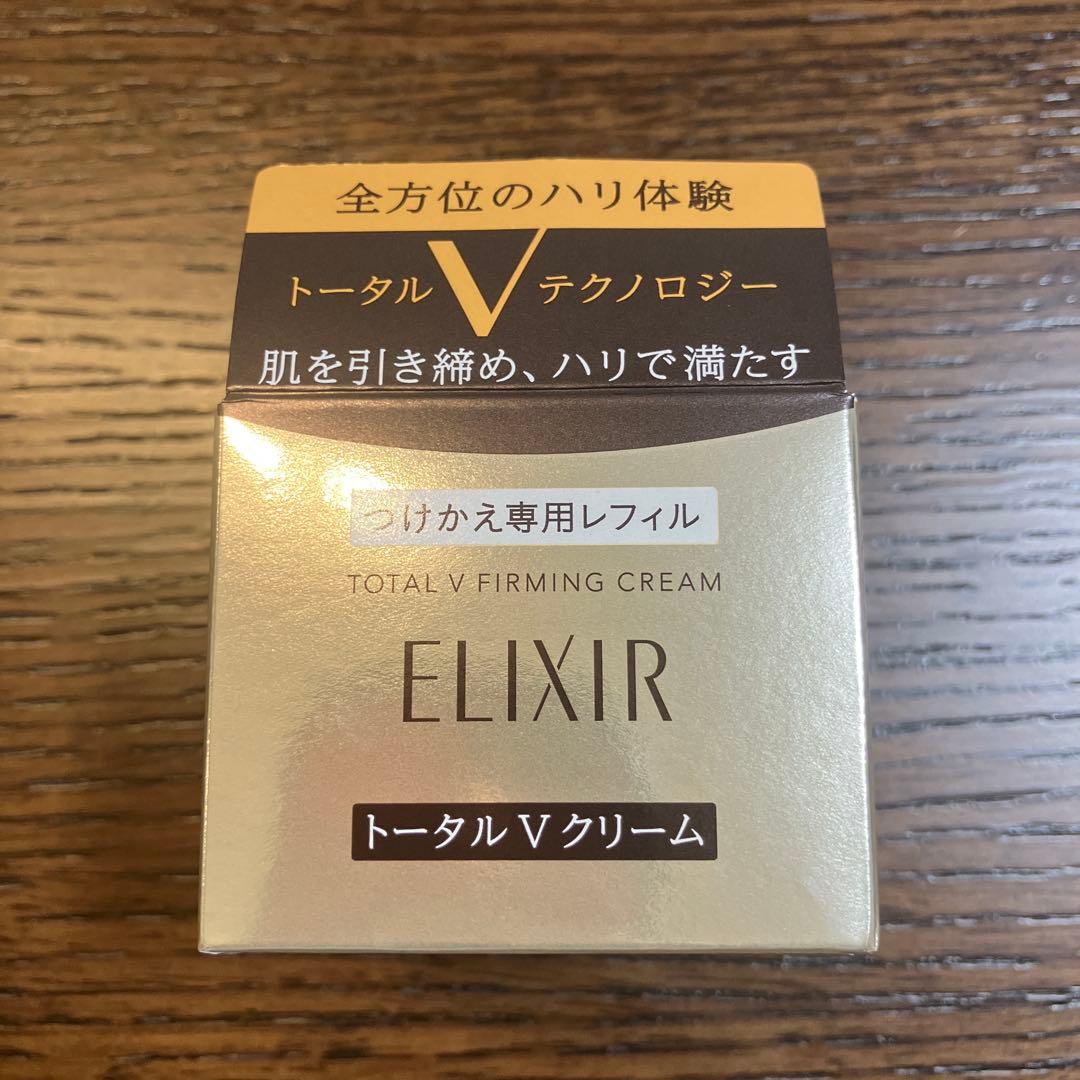 全方位のハリ体験
トータルVテクノロジー
肌を引き締め、ハリで満たす
つけかえ専用レフィル
TOTAL V FIRMING CREAM
ELIXIR
トータルVクリーム